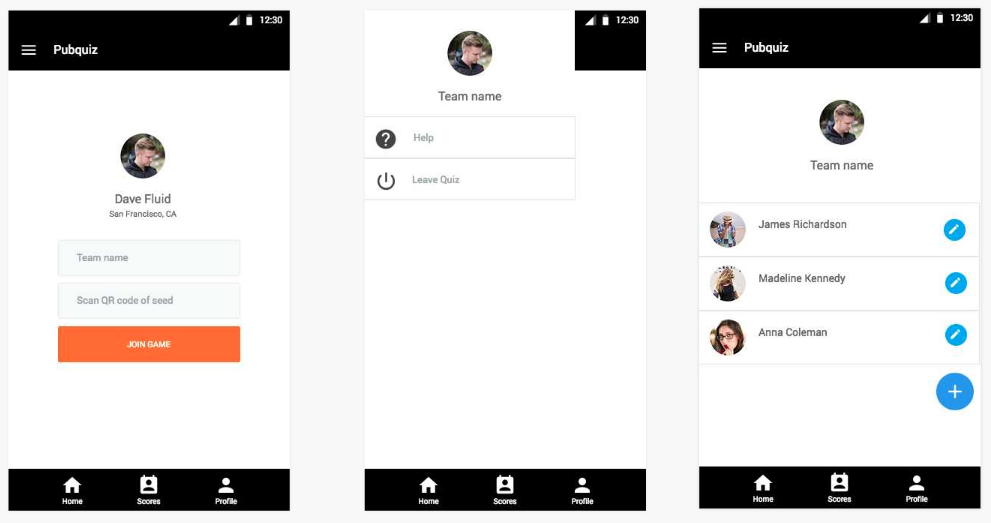 12:30
Pubquiz
Dave Fluid
San Francisco, CA
Team name
Scan QR code of seed
JOIN GAME
Home Scores Profile
12:30
Team name
Help
Leave Quiz
Home Scores Profile
12:30
Pubquiz
Team name
James Richardson
Madeline Kennedy
Anna Coleman
Home Scores Profile